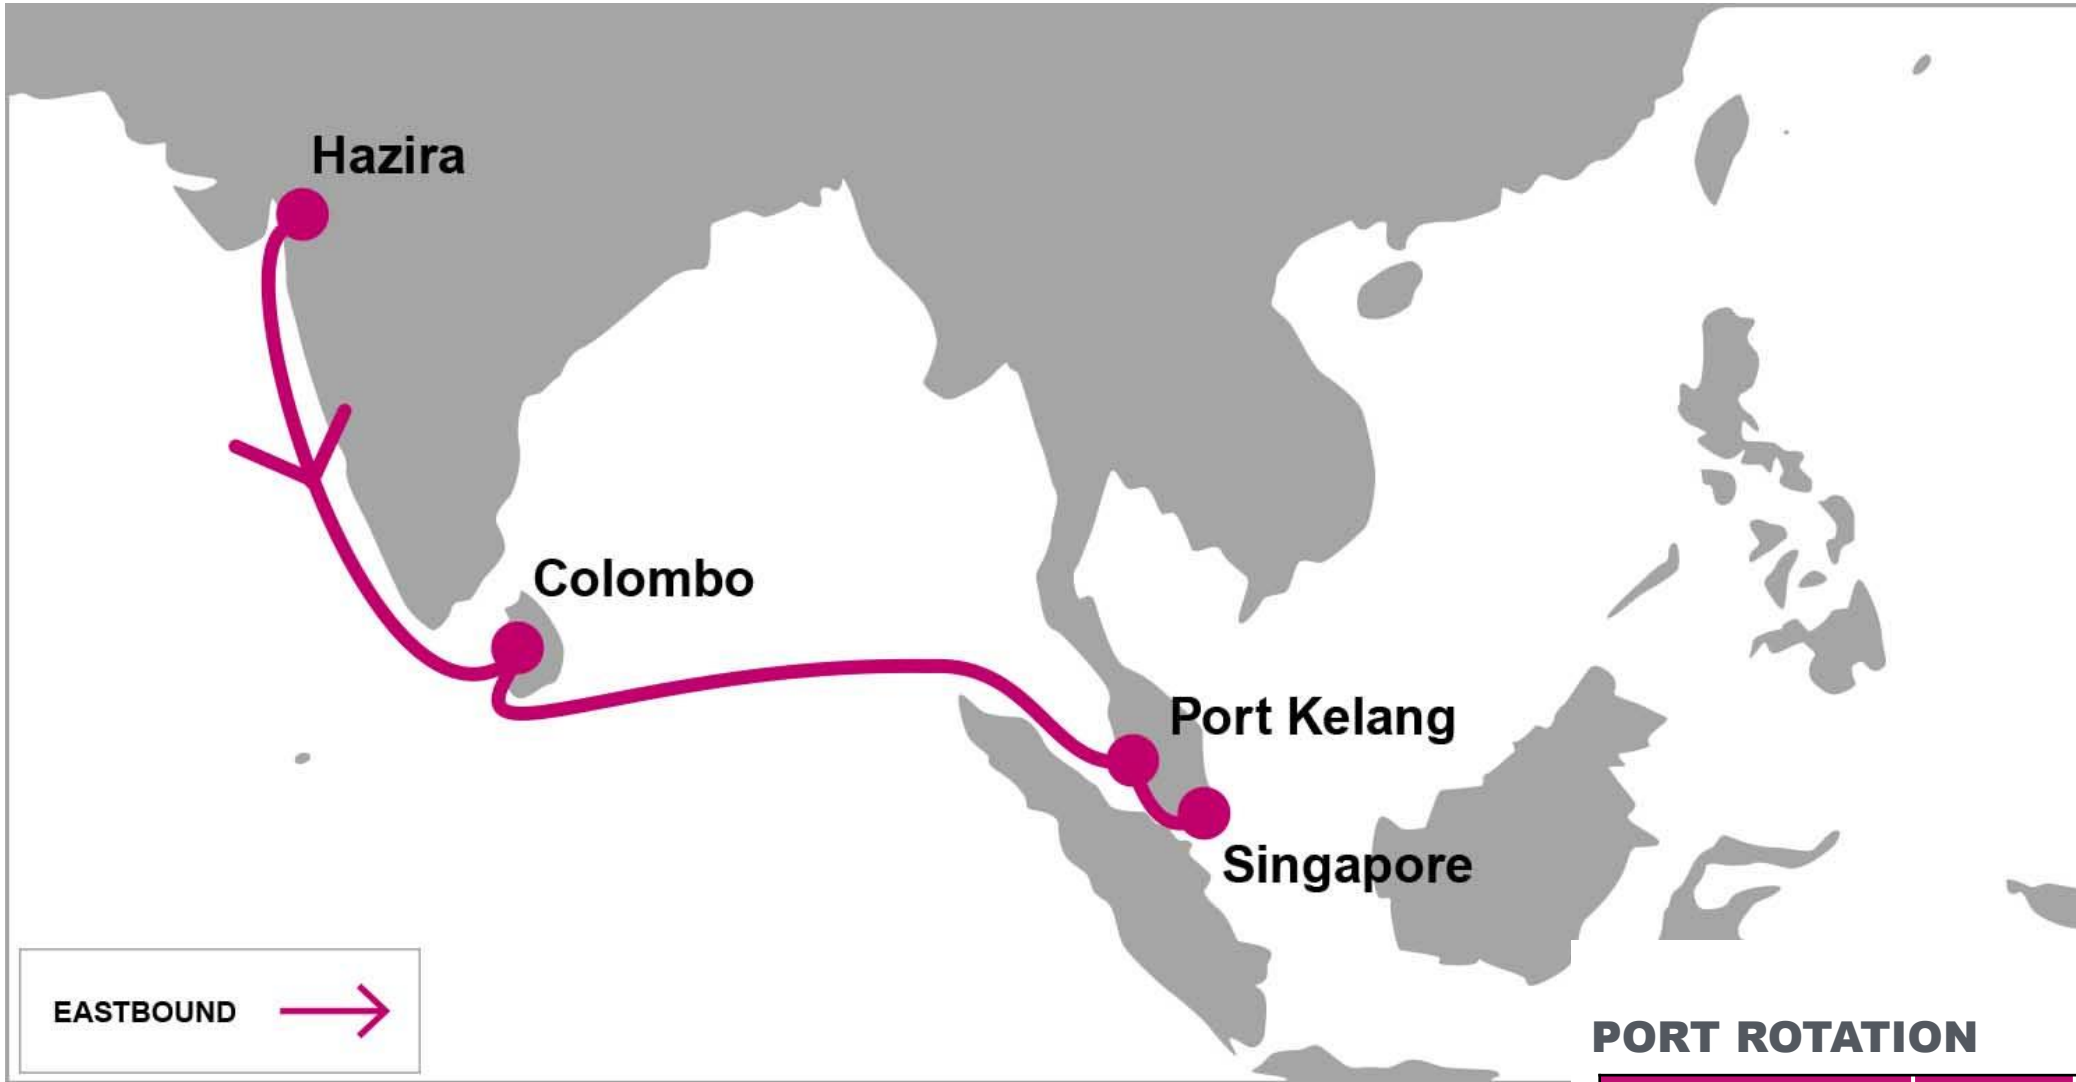 Hazira
Colombo
Port Kelang
Singapore
EASTBOUND
PORT ROTATION